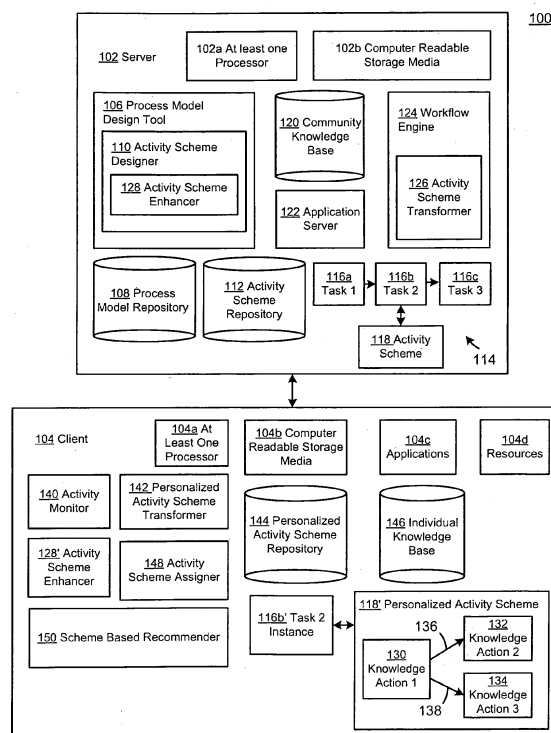 100
102 Server
102a At least one
Processor
102b Computer Readable
Storage Media
106 Process Model
Design Tool
110 Activity Scheme
Designer
128 Activity Scheme
Enhancer
120 Community
Knowledge
Base
122 Application
Server
124 Workflow
Engine
126 Activity
Scheme
Transformer
108 Process
Model Repository
112 Activity
Scheme
Repository
116a
Task 1
116b
Task 2
116c
Task 3
118 Activity
Scheme
114
104 Client
104a At
Least One
Processor
104b Computer
Readable Storage
Media
104c
Applications
104d
Resources
140 Activity
Monitor
142 Personalized
Activity Scheme
Transformer
144 Personalized
Activity Scheme
Repository
146 Individual
Knowledge
Base
128' Activity
Scheme
Enhancer
148 Activity
Scheme Assigner
150 Scheme Based Recommender
116b' Task 2
Instance
118' Personalized Activity Scheme
130
Knowledge
Action 1
136
132
Knowledge
Action 2
138
134
Knowledge
Action 3